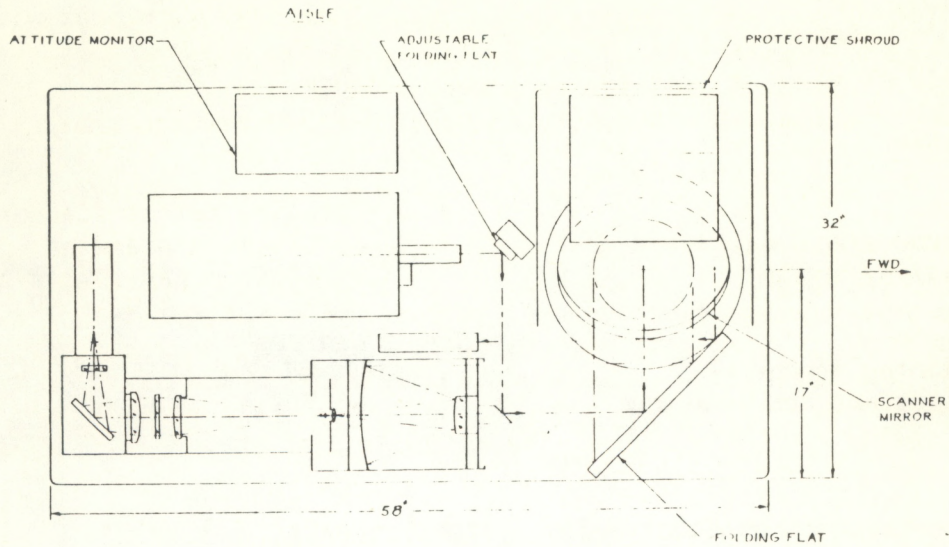 AISLE
ATTITUDE MONITOR
ADJUSTABLE
FOLDING FLAT
PROTECTIVE SHROUD
32"
FWD
17"
SCANNER
MIRROR
58"
FOLDING FLAT